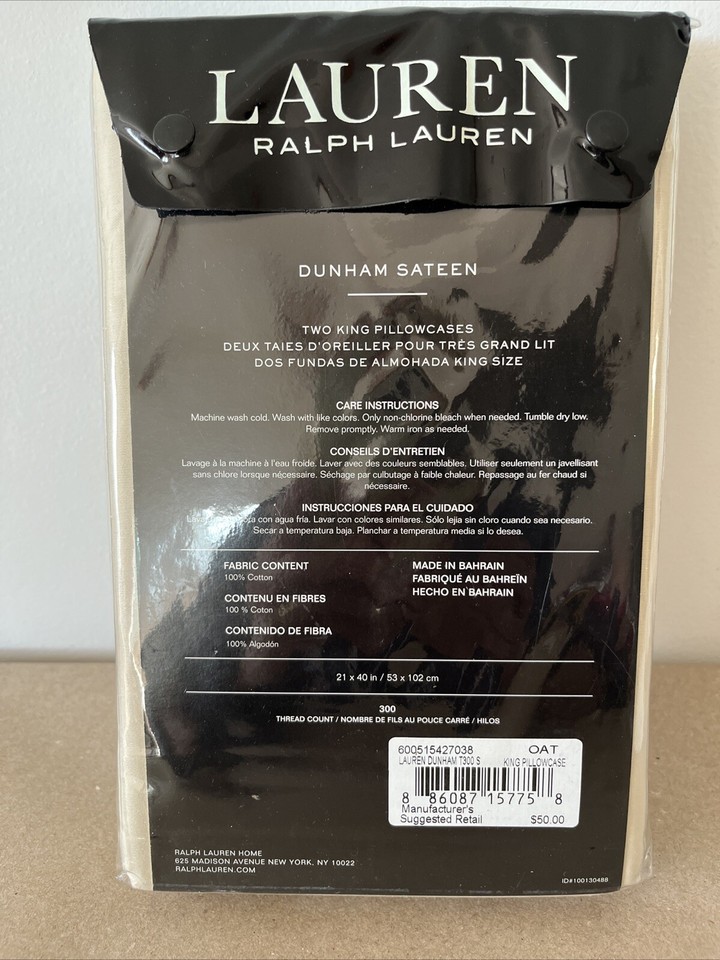 LAUREN
RALPH LAUREN
DUNHAM SATEEN
TWO KING PILLOWCASES
DEUX TAIES D'OREILLER POUR TRÈS GRAND LIT
DOS FUNDAS DE ALMOHADA KING SIZE
CARE INSTRUCTIONS
Machine wash cold. Wash with like colors. Only non-chlorine bleach when needed. Tumble dry low.
Remove promptly. Warm iron as needed.
CONSEILS D'ENTRETIEN
Lavage à la machine à l'eau froide. Laver avec des couleurs semblables. Utiliser seulement un javellisant
sans chlore lorsque nécessaire. Séchage par culbutage à faible chaleur. Repassage au fer chaud si
nécessaire.
INSTRUCCIONES PARA EL CUIDADO
con agua fría. Lavar con colores similares. Sólo lejia sin cloro cuando sea necesario.
Secar a temperatura baja. Planchar a temperatura media si lo desea.
FABRIC CONTENT
100% Cotton
CONTENU EN FIBRES
100 % Coton
CONTENIDO DE FIBRA
100% Algodón
MADE IN BAHRAIN
FABRIQUÉ AU BAHREÏN
HECHO EN BAHRAIN
21 x 40 in / 53 x 102 cm
300
THREAD COUNT / NOMBRE DE FILS AU POUCE CARRÉ / HILOS
600515427038 OAT
LAUREN DUNHAM T300 S KING PILLOWCASE
8 86087 15775 8
Manufacturer's
Suggested Retail $50.00
RALPH LAUREN HOME
625 MADISON AVENUE NEW YORK, NY 10022
RALPHLAUREN.COM
ID#100130488